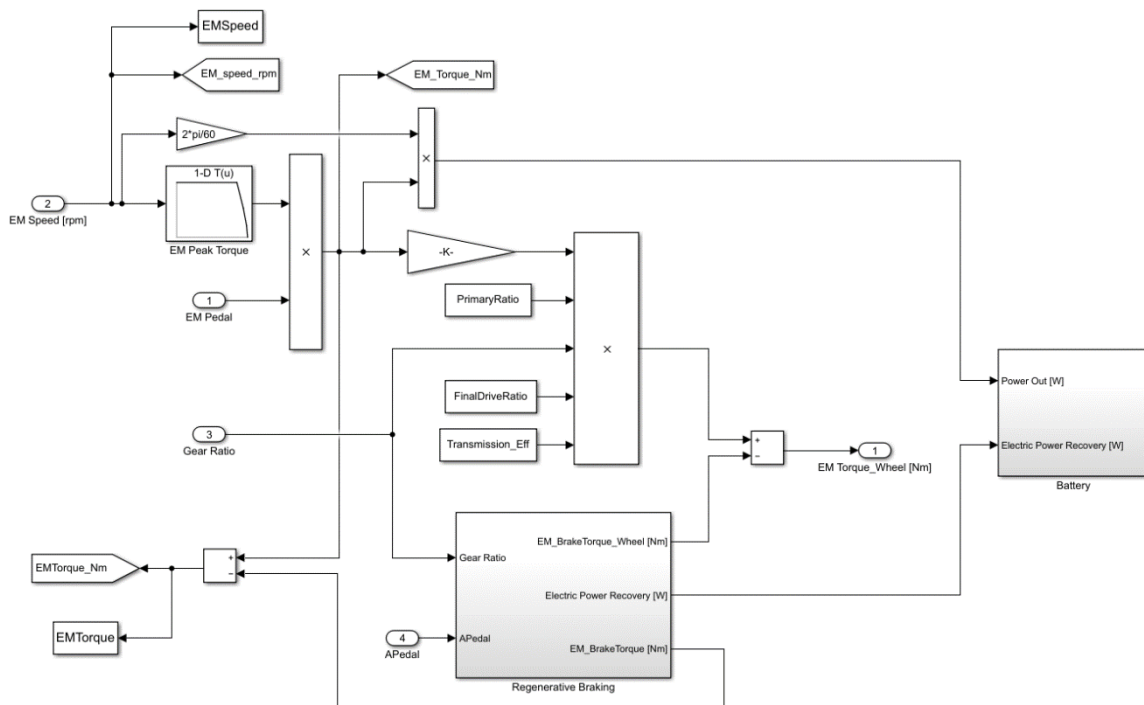 EMSpeed
EM_speed_rpm
EM_Torque_Nm
2*pi/60
×
1-D T(u)
2
EM Speed [rpm]
EM Peak Torque
×
-K-
1
EM Pedal
PrimaryRatio
×
FinalDriveRatio
3
Gear Ratio
Transmission_Eff
+
−
1
EM Torque_Wheel [Nm]
Power Out [W]
Electric Power Recovery [W]
Battery
EM_BrakeTorque_Wheel [Nm]
Gear Ratio
EMTorque_Nm
+
−
Electric Power Recovery [W]
EMTorque
4
APedal
APedal
EM_BrakeTorque [Nm]
Regenerative Braking